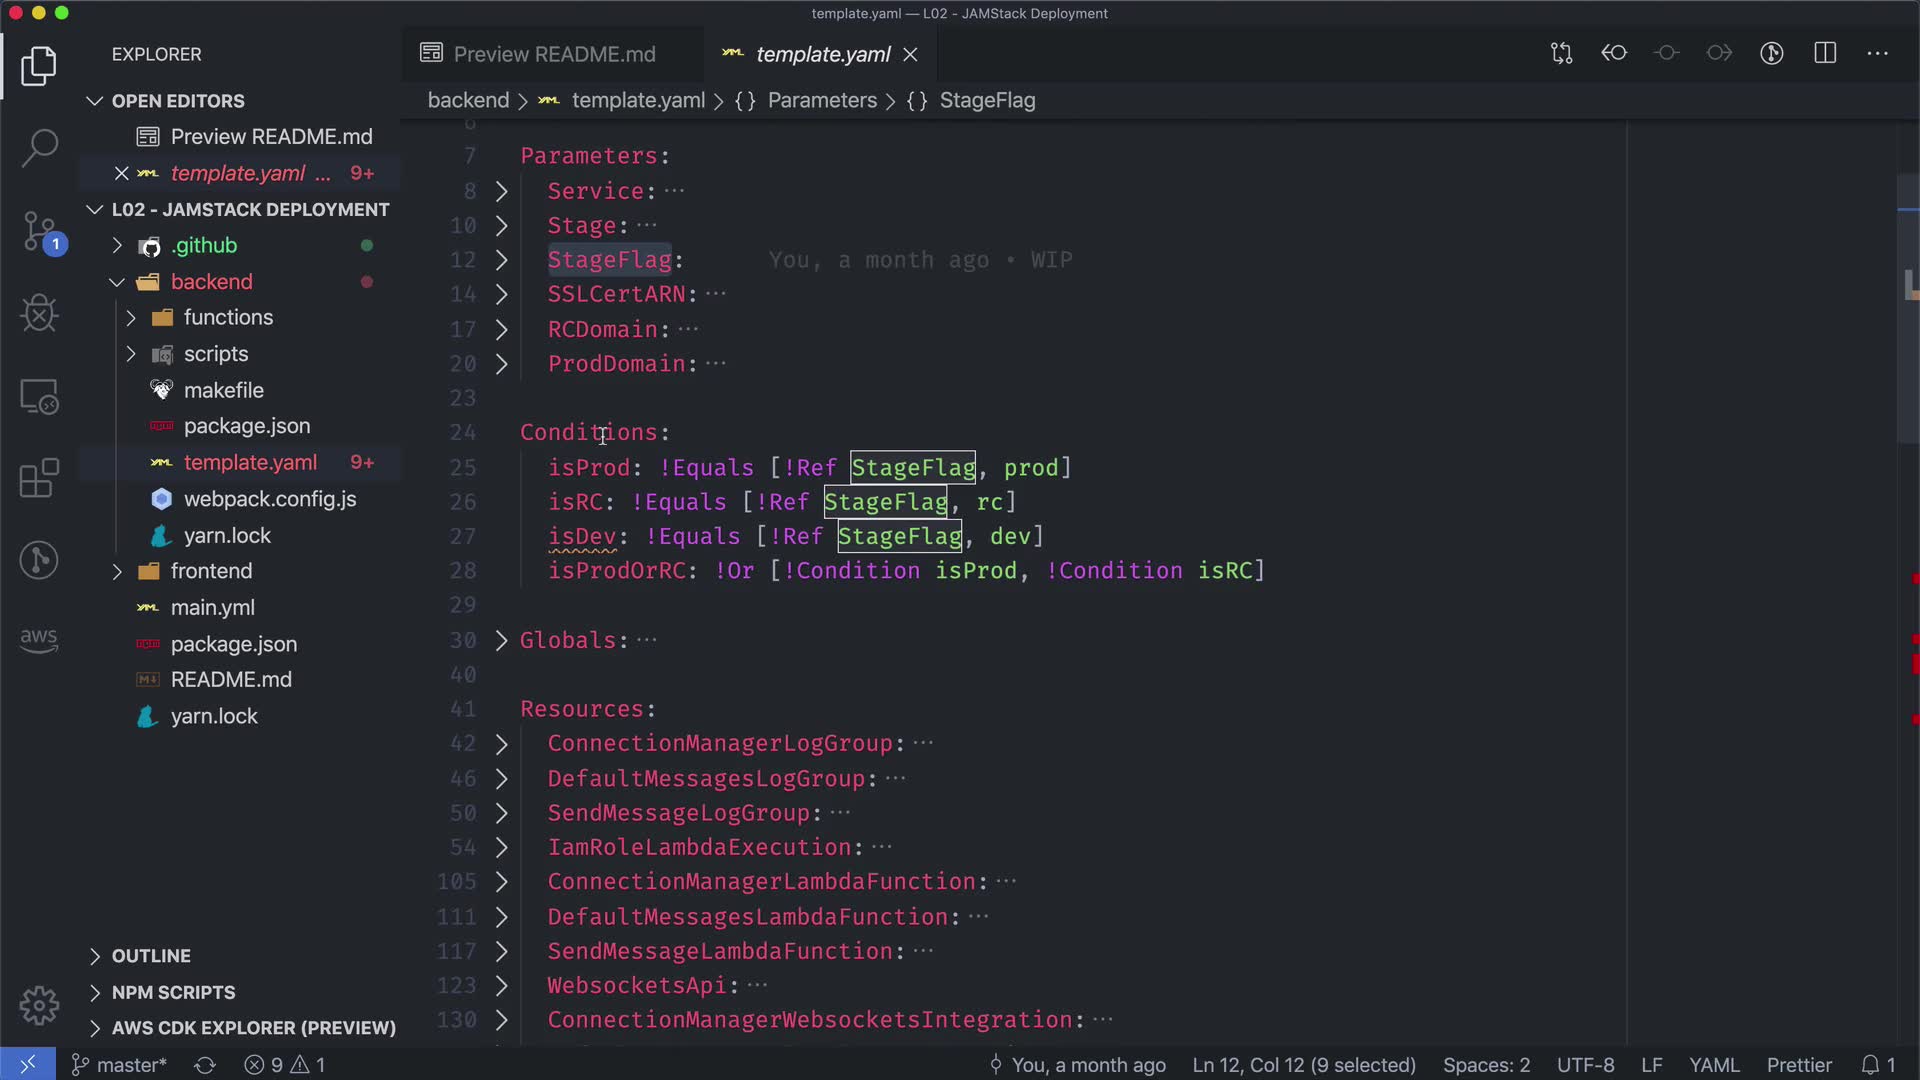 template.yaml — L02 - JAMStack Deployment
EXPLORER
OPEN EDITORS
Preview README.md
template.yaml ... 9+
L02 - JAMSTACK DEPLOYMENT
.github
backend
functions
scripts
makefile
package.json
template.yaml 9+
webpack.config.js
yarn.lock
frontend
main.yml
package.json
README.md
yarn.lock
OUTLINE
NPM SCRIPTS
AWS CDK EXPLORER (PREVIEW)
1
aws
Preview README.md
template.yaml
backend > template.yaml > {} Parameters > {} StageFlag
6
7 Parameters:
8 Service: ···
10 Stage: ···
12 StageFlag: You, a month ago • WIP
14 SSLCertARN: ···
17 RCDomain: ···
20 ProdDomain: ···
23
24 Conditions:
25 isProd: !Equals [!Ref StageFlag, prod]
26 isRC: !Equals [!Ref StageFlag, rc]
27 isDev: !Equals [!Ref StageFlag, dev]
28 isProdOrRC: !Or [!Condition isProd, !Condition isRC]
29
30 Globals: ···
40
41 Resources:
42 ConnectionManagerLogGroup: ···
46 DefaultMessagesLogGroup: ···
50 SendMessageLogGroup: ···
54 IamRoleLambdaExecution: ···
105 ConnectionManagerLambdaFunction: ···
111 DefaultMessagesLambdaFunction: ···
117 SendMessageLambdaFunction: ···
123 WebsocketsApi: ···
130 ConnectionManagerWebsocketsIntegration: ···
master* 9 1 You, a month ago Ln 12, Col 12 (9 selected) Spaces: 2 UTF-8 LF YAML Prettier 1